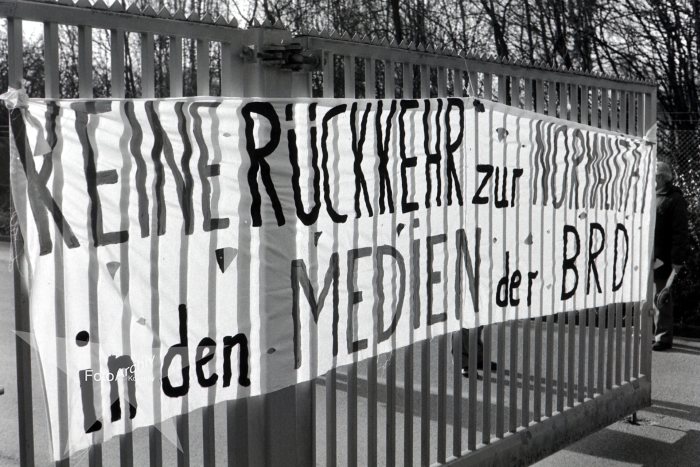 KEINE RÜCKKEHR zur NORMALITÄT
in den MEDIEN der BRD